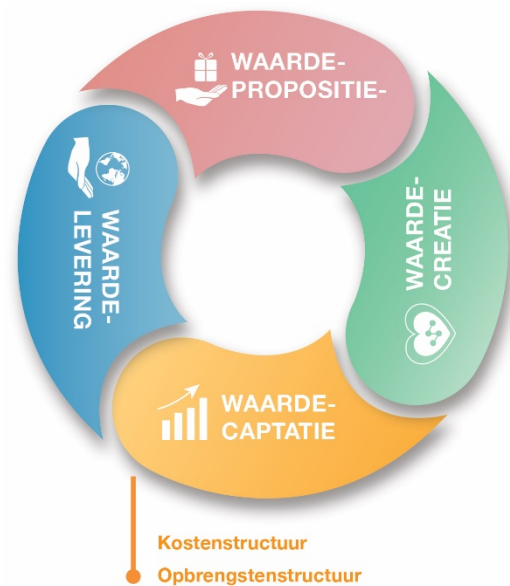 WAARDE-
PROPOSITIE-
WAARDE-
CREATIE
WAARDE-
CAPTATIE
WAARDE-
LEVERING
Kostenstructuur
Opbrengstenstructuur